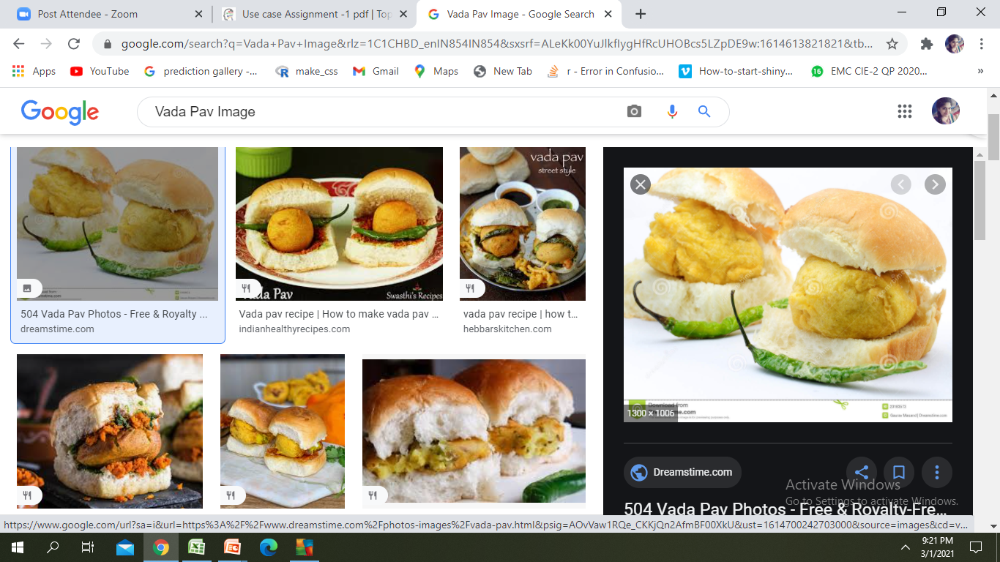 Post Attendee - Zoom
Use case Assignment -1 pdf | Top
Vada Pav Image - Google Search
google.com/search?q=Vada+Pav+Image&rlz=1C1CHBD_enIN854IN854&sxsrf=ALeKk00YuJlkfIygHfRcUHOBcs5LZpDE9w:1614613821821&tb...
Apps
YouTube
prediction gallery -...
make_css
Gmail
Maps
New Tab
r - Error in Confusio...
How-to-start-shiny...
16
EMC CIE-2 QP 2020...
»
Google
Vada Pav Image
504 Vada Pav Photos - Free & Royalty ...
dreamstime.com
Vada Pav
Swasthi's Recipes
Vada pav recipe | How to make vada pav ...
indianhealthyrecipes.com
vada pav
street style
vada pav recipe | how t...
hebbarskitchen.com
Download from
1300 × 1006
Dreamstime.com
504 Vada Pav Photos - Free & Royalty-Fre...
Activate Windows
Go to Settings to activate Windows.
https://www.google.com/url?sa=i&url=https%3A%2F%2Fwww.dreamstime.com%2Fphotos-images%2Fvada-pav.html&psig=AOvVaw1RQe_CKKjQn2AfmBF00XkU&ust=1614700242703000&source=images&cd=v...
9:21 PM
3/1/2021